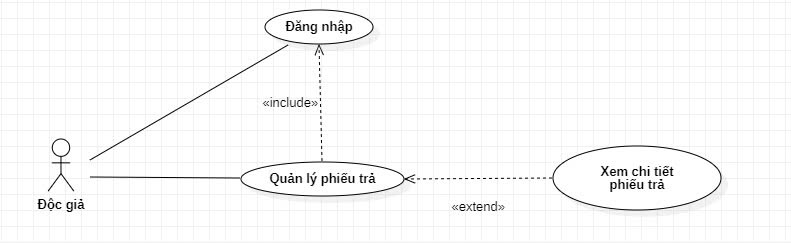 Đăng nhập
«include»
Quản lý phiếu trả
Xem chi tiết
phiếu trả
Độc giả
«extend»